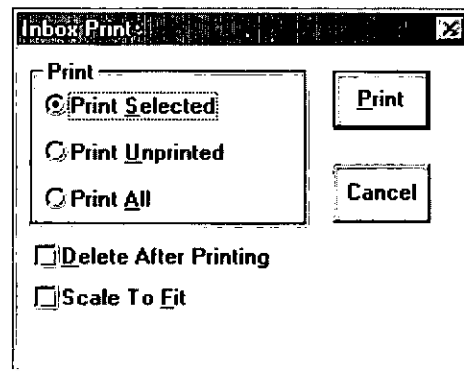 Inbox Print
Print
Print Selected
Print Unprinted
Print All
Print
Cancel
Delete After Printing
Scale To Fit